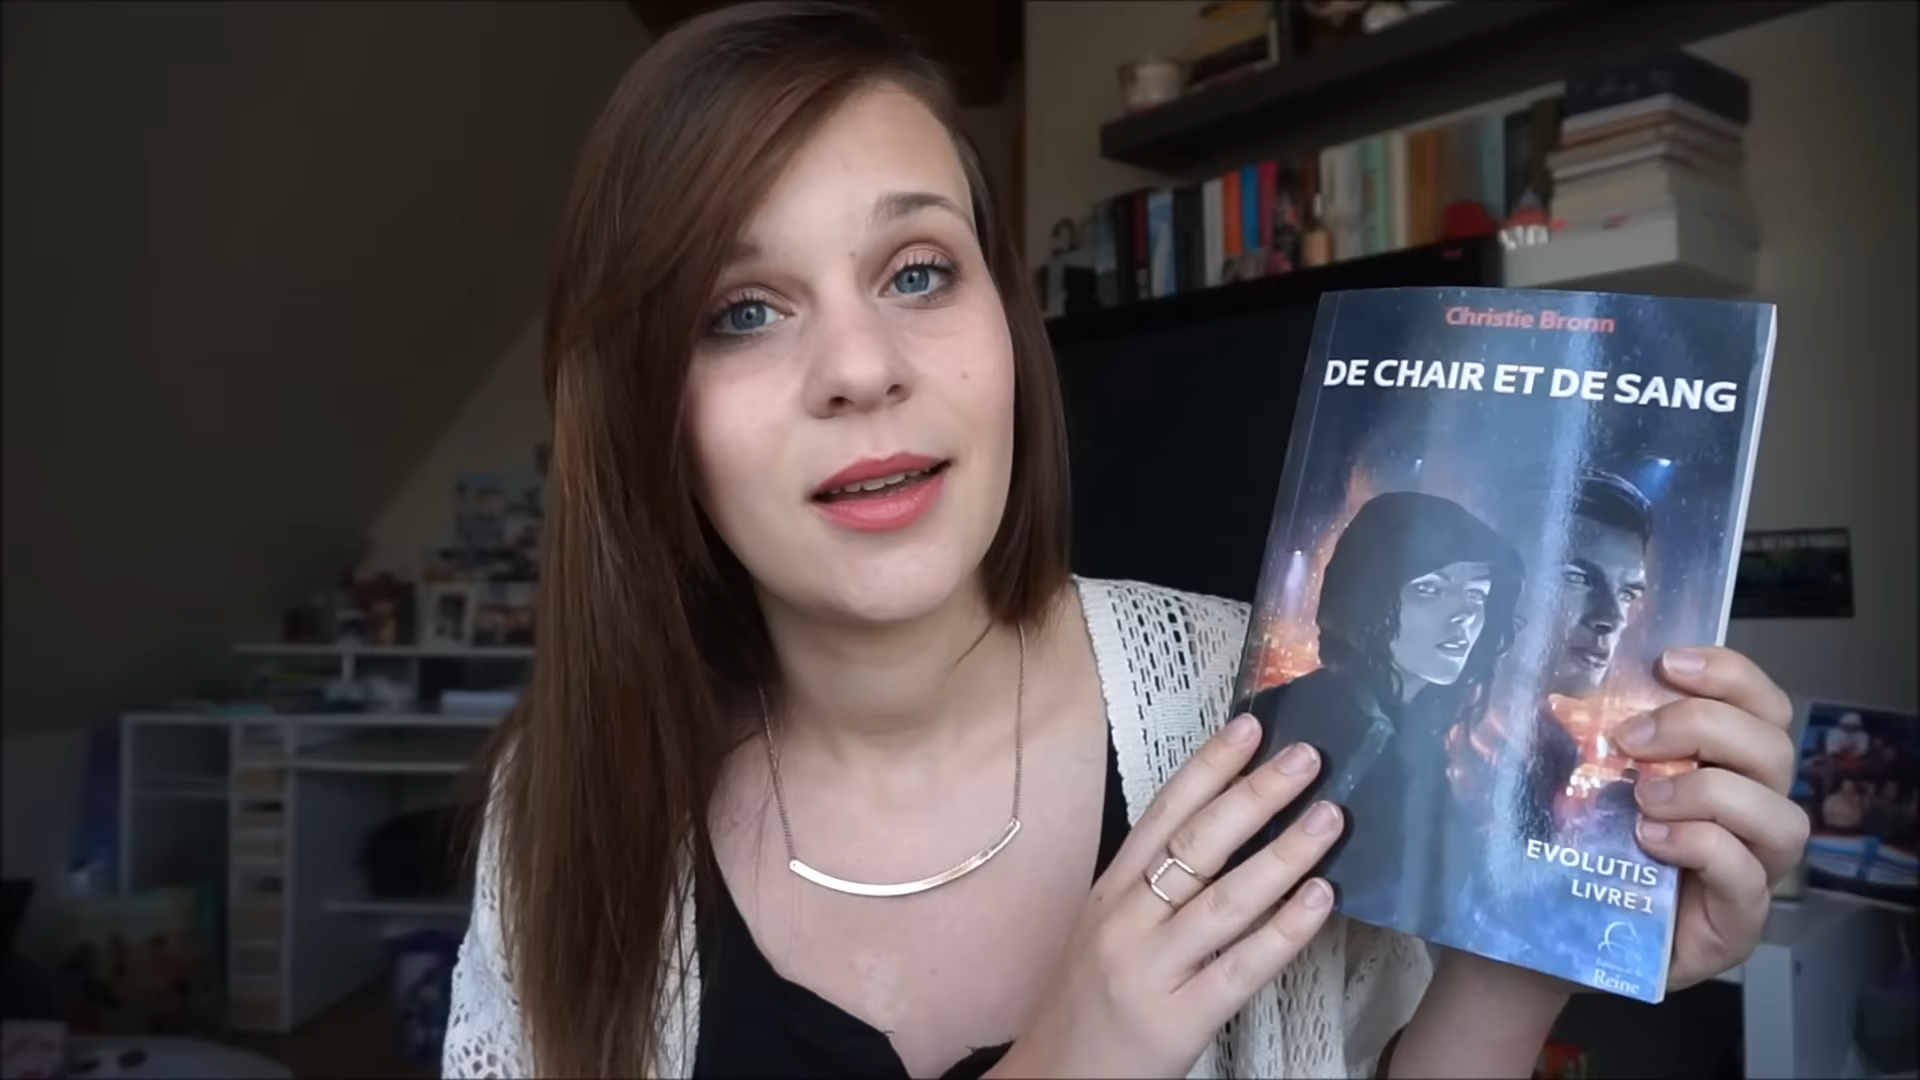 Christie Bronn
DE CHAIR ET DE SANG
EVOLUTIS
LIVRE 1
Reine